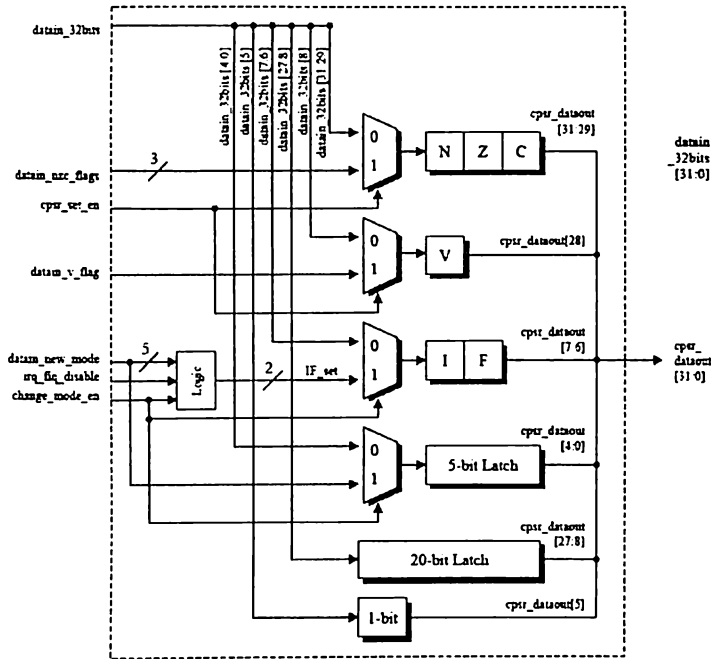 datain_32bits
datain_32bits [4:0]
datain_32bits [5]
datain_32bits [7:6]
datain_32bits [27:8]
datain_32bits [8]
datain_32bits [31:29]
cpsr_dataout
[31:29]
datain
_32bits
[31:0]
0
1
N Z C
3
datain_nzc_flags
cpsr_set_en
0
1
V
cpsr_dataout[28]
datain_v_flag
datain_new_mode
5
irq_fiq_disable
change_mode_en
Logic
2
IF_set
0
1
I F
cpsr_dataout
[7:6]
cpsr_
dataout
[31:0]
0
1
5-bit Latch
cpsr_dataout
[4:0]
20-bit Latch
cpsr_dataout
[27:8]
1-bit
cpsr_dataout[5]